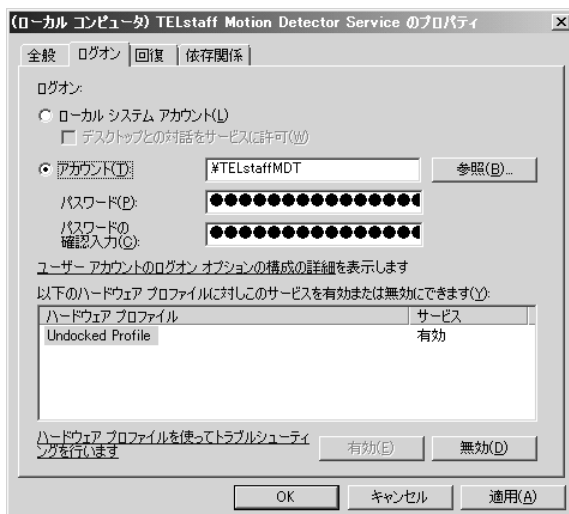 (ローカル コンピュータ) TELstaff Motion Detector Service のプロパティ
全般 ログオン 回復 依存関係
ログオン:
ローカル システム アカウント(L)
デスクトップとの対話をサービスに許可(W)
アカウント(T): ¥TELstaffMDT 参照(B)...
パスワード(P): ●●●●●●●●●●●●●●●
パスワードの
確認入力(C): ●●●●●●●●●●●●●●●
ユーザー アカウントのログオン オプションの構成の詳細を表示します
以下のハードウェア プロファイルに対しこのサービスを有効または無効にできます(Y):
ハードウェア プロファイル サービス
Undocked Profile 有効
ハードウェア プロファイルを使ってトラブルシューティ
ングを行います 有効(E) 無効(D)
OK キャンセル 適用(A)